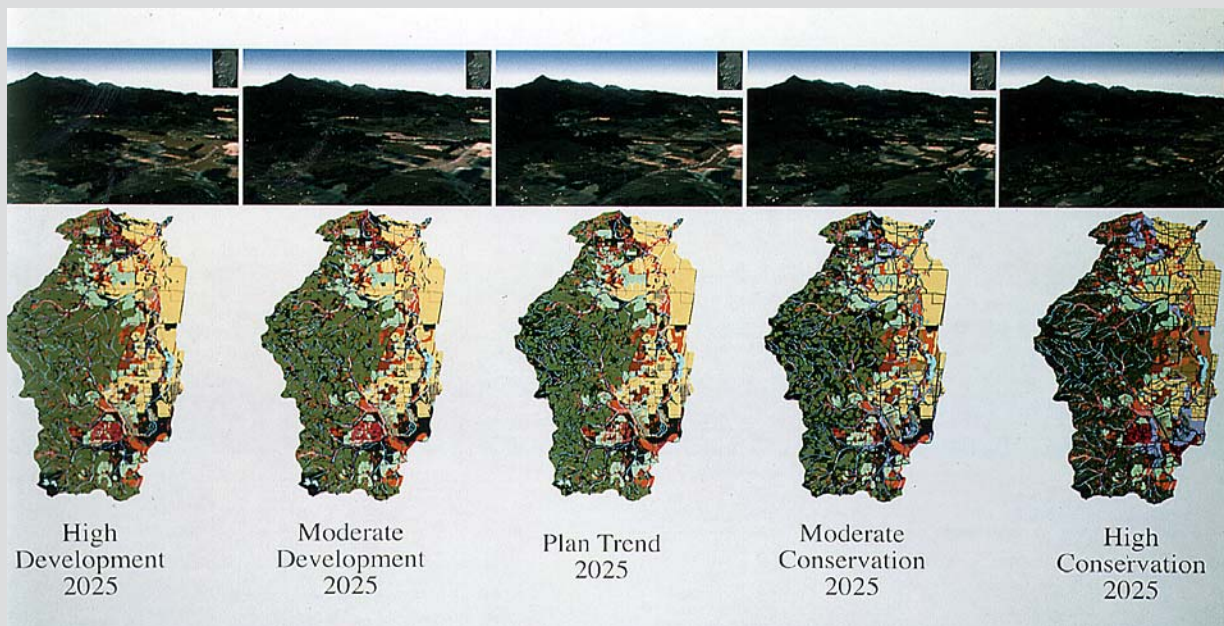 High
Development
2025
Moderate
Development
2025
Plan Trend
2025
Moderate
Conservation
2025
High
Conservation
2025